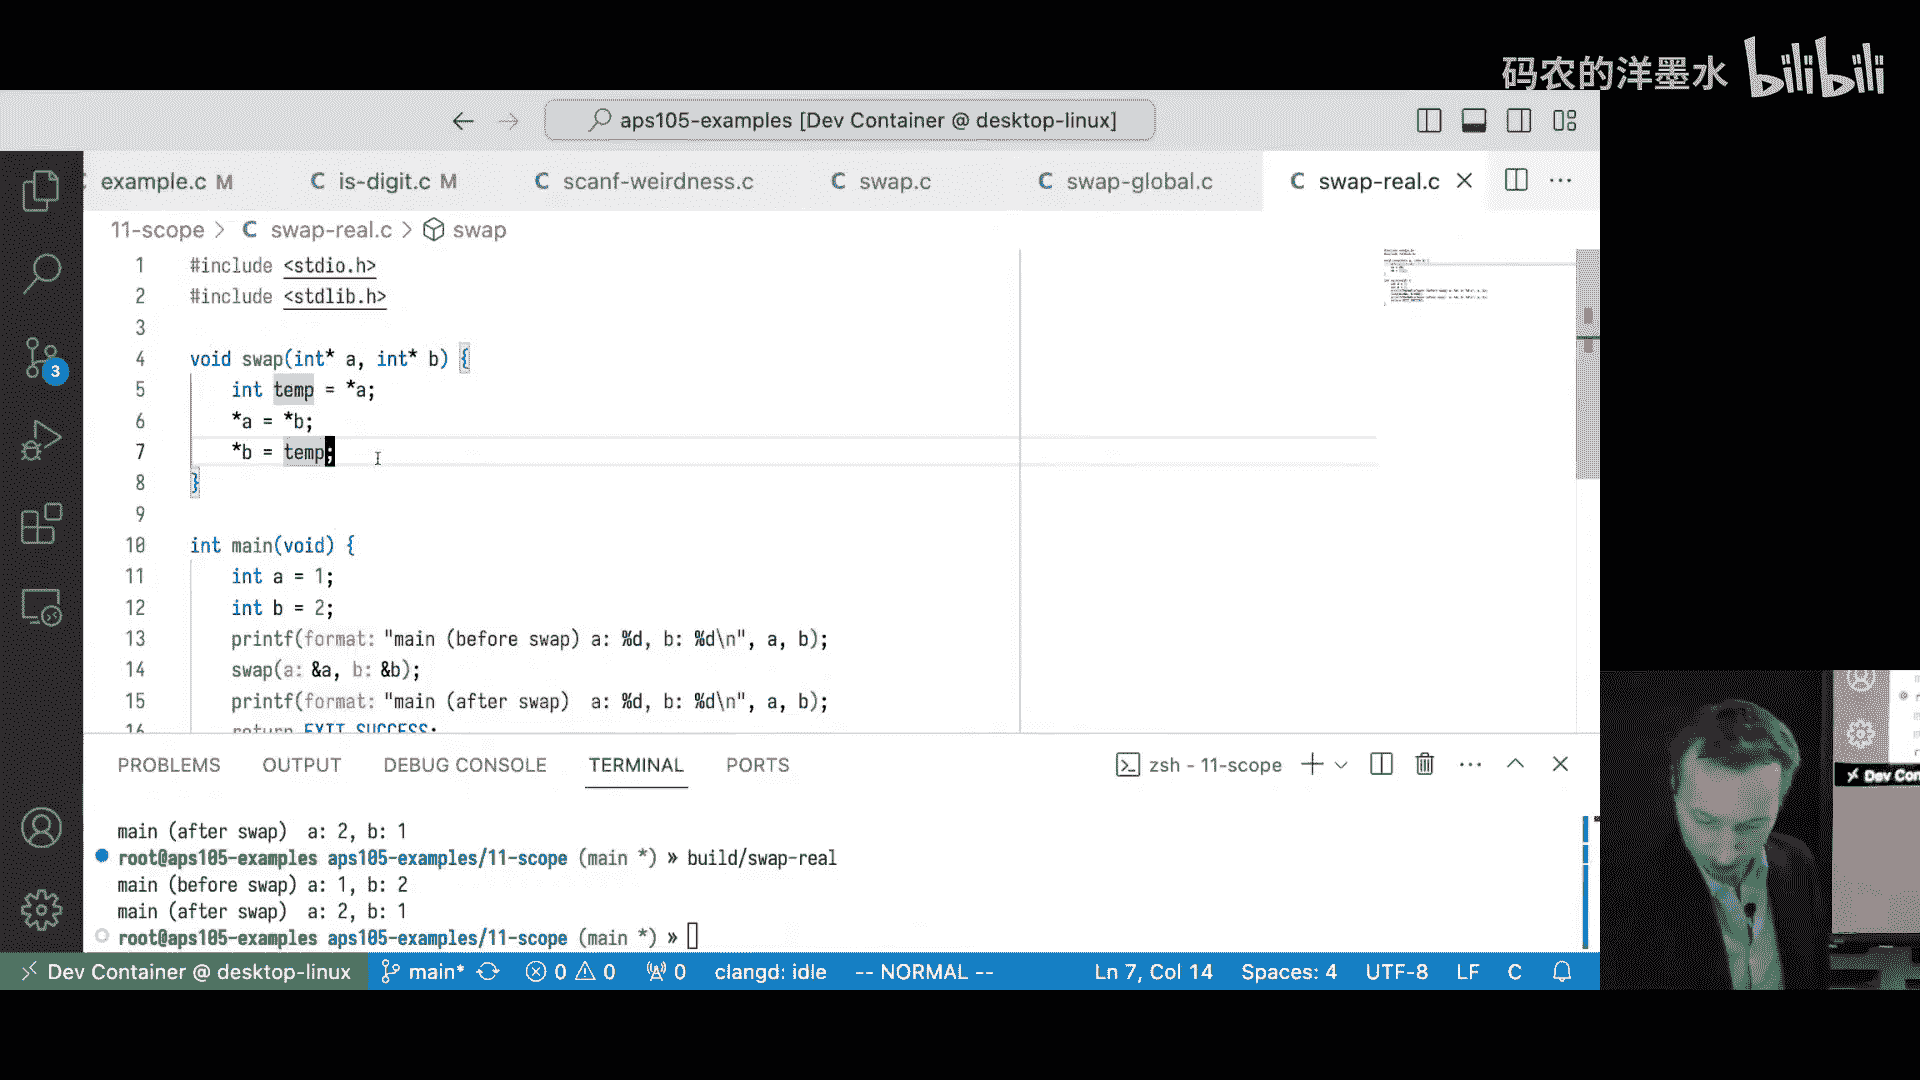 码农的洋墨水 bilibili
aps105-examples [Dev Container @ desktop-linux]
example.c M
C is-digit.c M
C scanf-weirdness.c
C swap.c
C swap-global.c
C swap-real.c
11-scope > C swap-real.c > swap
1 #include <stdio.h>
2 #include <stdlib.h>
3
4 void swap(int* a, int* b) {
5 int temp = *a;
6 *a = *b;
7 *b = temp;
8 }
9
10 int main(void) {
11 int a = 1;
12 int b = 2;
13 printf(format: "main (before swap) a: %d, b: %d\n", a, b);
14 swap(a: &a, b: &b);
15 printf(format: "main (after swap)  a: %d, b: %d\n", a, b);
16 return EXIT_SUCCESS;
3
PROBLEMS OUTPUT DEBUG CONSOLE TERMINAL PORTS
zsh - 11-scope
main (after swap)  a: 2, b: 1
root@aps105-examples aps105-examples/11-scope (main *) » build/swap-real
main (before swap) a: 1, b: 2
main (after swap)  a: 2, b: 1
root@aps105-examples aps105-examples/11-scope (main *) »
Dev Container @ desktop-linux main* 0 0 0 clangd: idle -- NORMAL -- Ln 7, Col 14 Spaces: 4 UTF-8 LF C
Dev Con